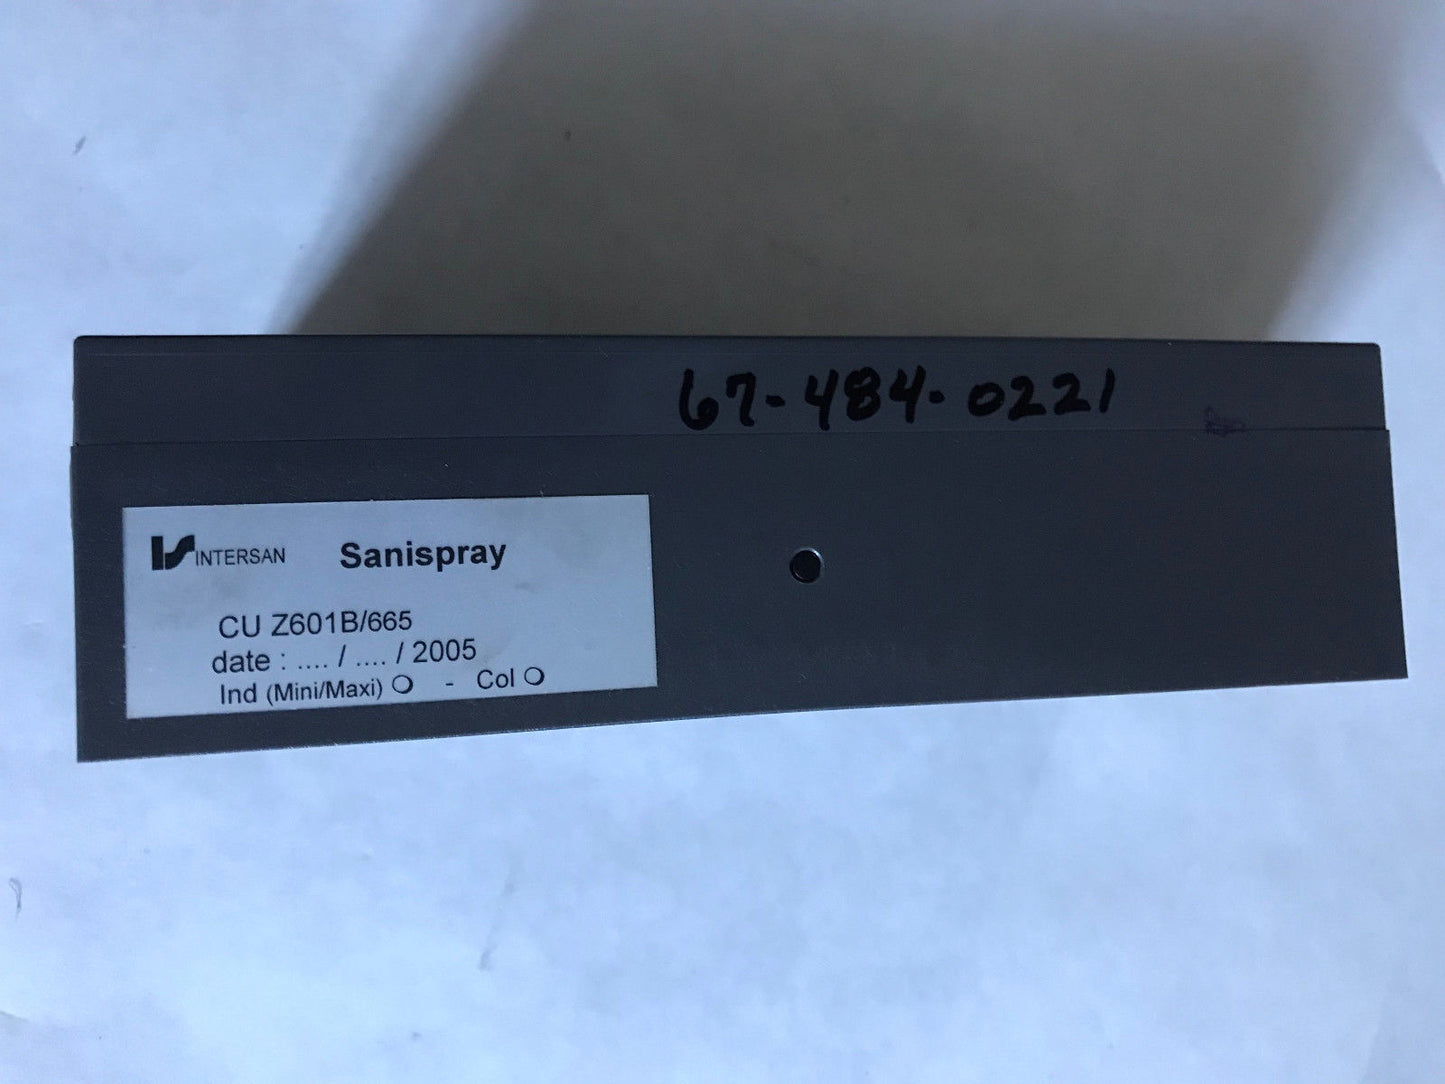 67-484-0221
INTERSAN Sanispray
CU Z601B/665
date : .... / .... / 2005
Ind (Mini/Maxi) O - Col O